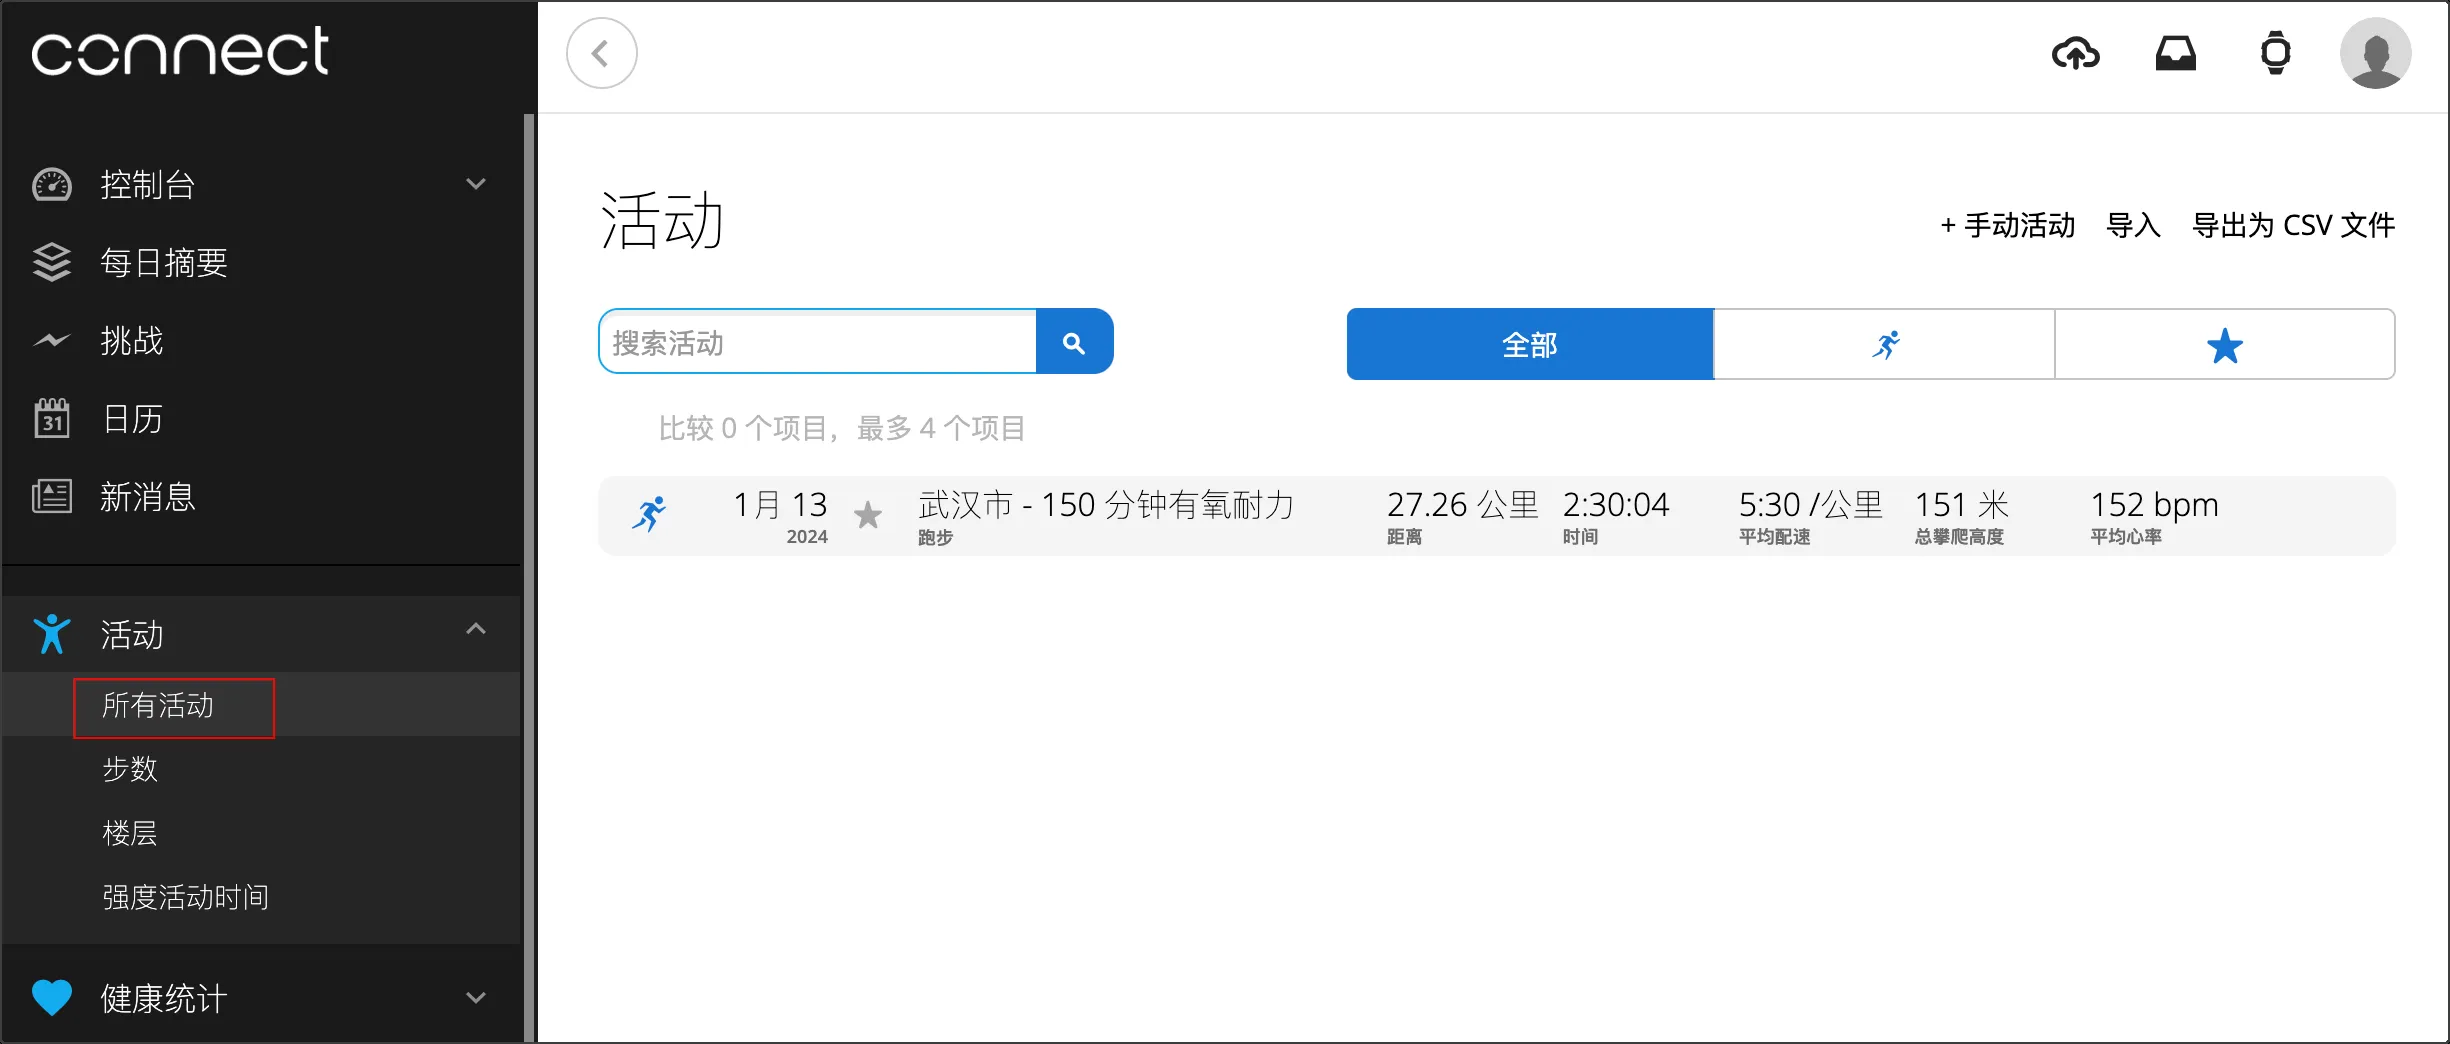 connect
控制台
每日摘要
挑战
31
日历
新消息
活动
所有活动
步数
楼层
强度活动时间
健康统计
活动
+ 手动活动 导入 导出为 CSV 文件
搜索活动
全部
比较 0 个项目，最多 4 个项目
1月 13 武汉市 - 150 分钟有氧耐力 27.26 公里 2:30:04 5:30 /公里 151 米 152 bpm
2024 跑步 距离 时间 平均配速 总攀爬高度 平均心率